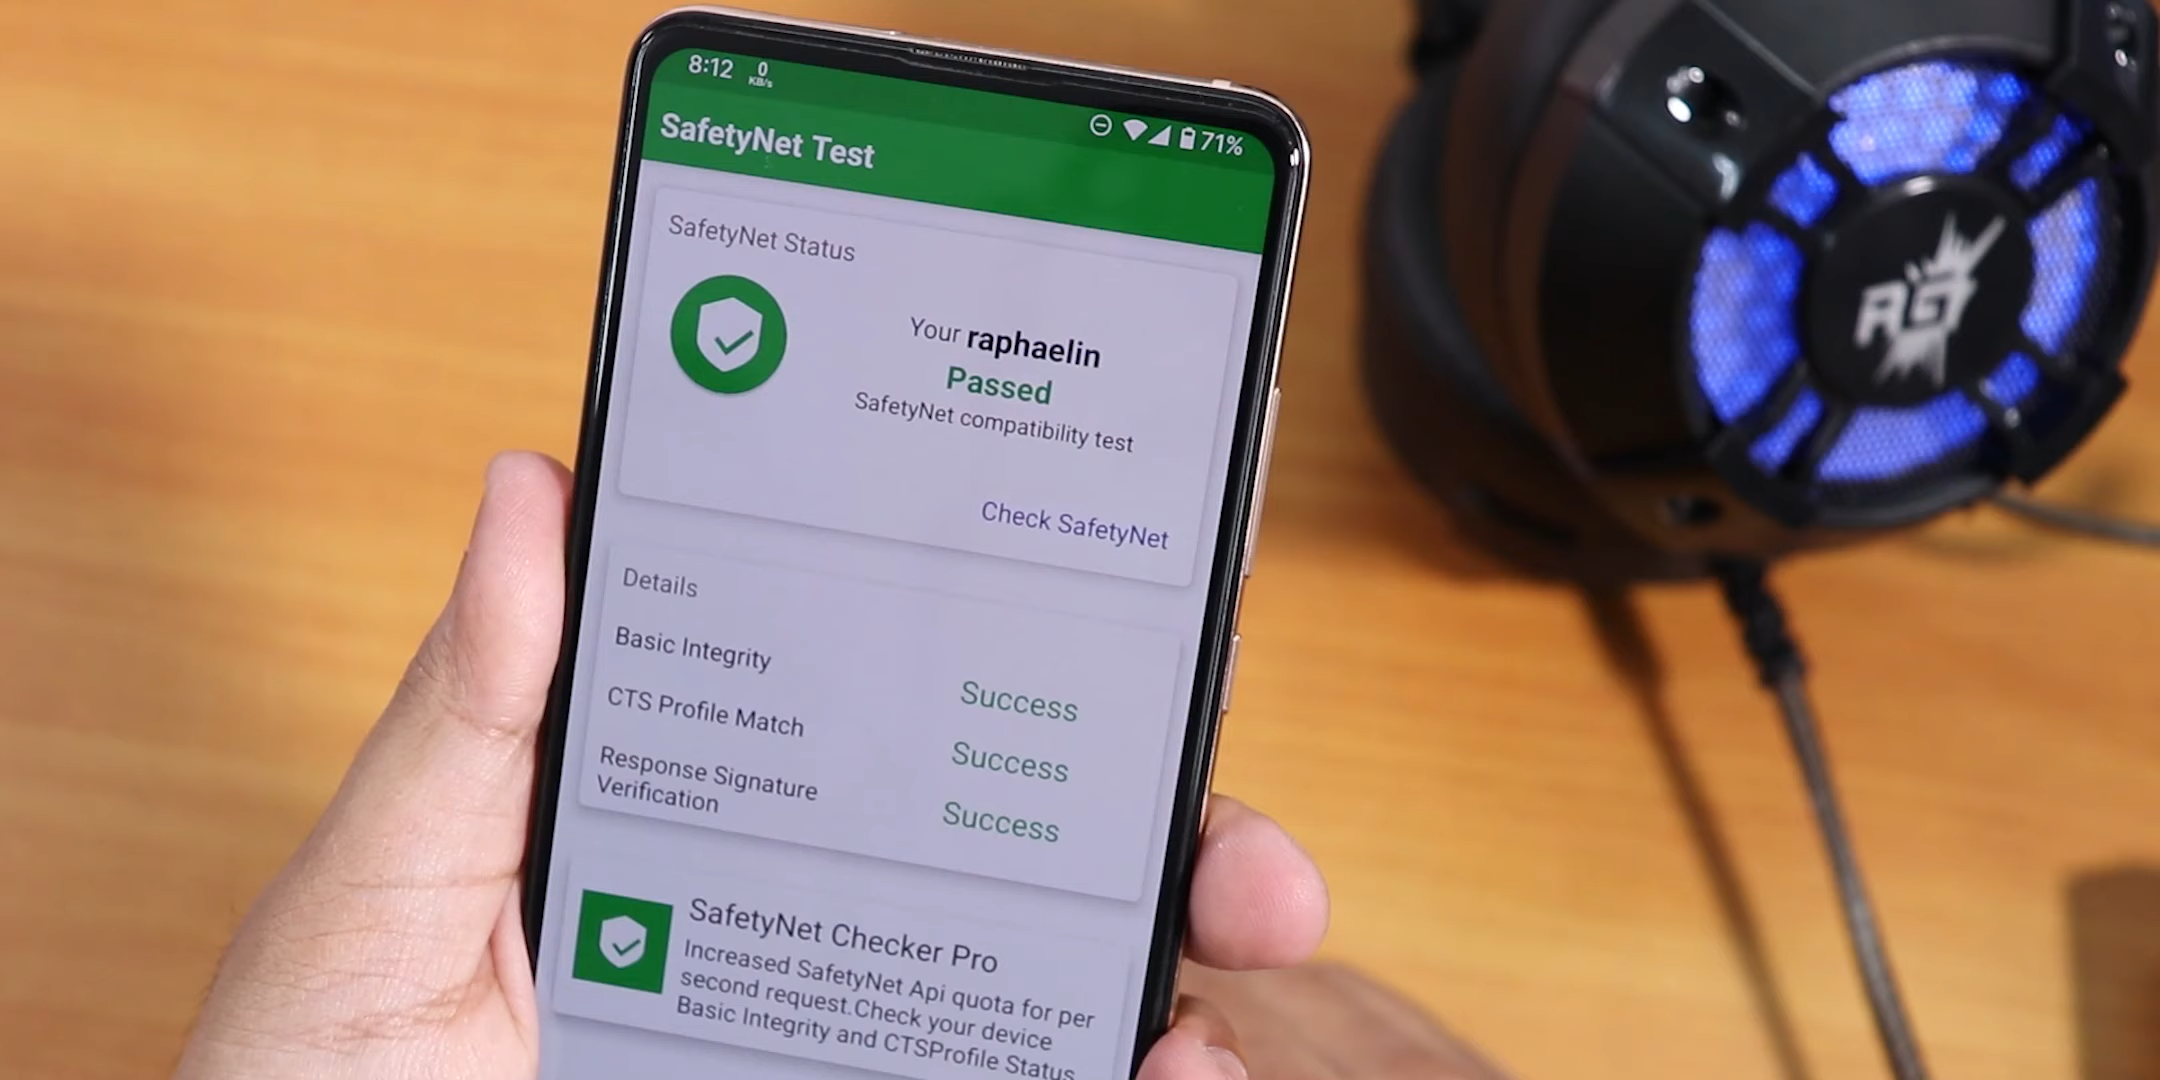 8:12 0 KB/s 71%
SafetyNet Test
SafetyNet Status
Your raphaelin
Passed
SafetyNet compatibility test
Check SafetyNet
Details
Basic Integrity Success
CTS Profile Match Success
Response Signature
Verification Success
SafetyNet Checker Pro
Increased SafetyNet Api quota for per
second request.Check your device
Basic Integrity and CTSProfile Status